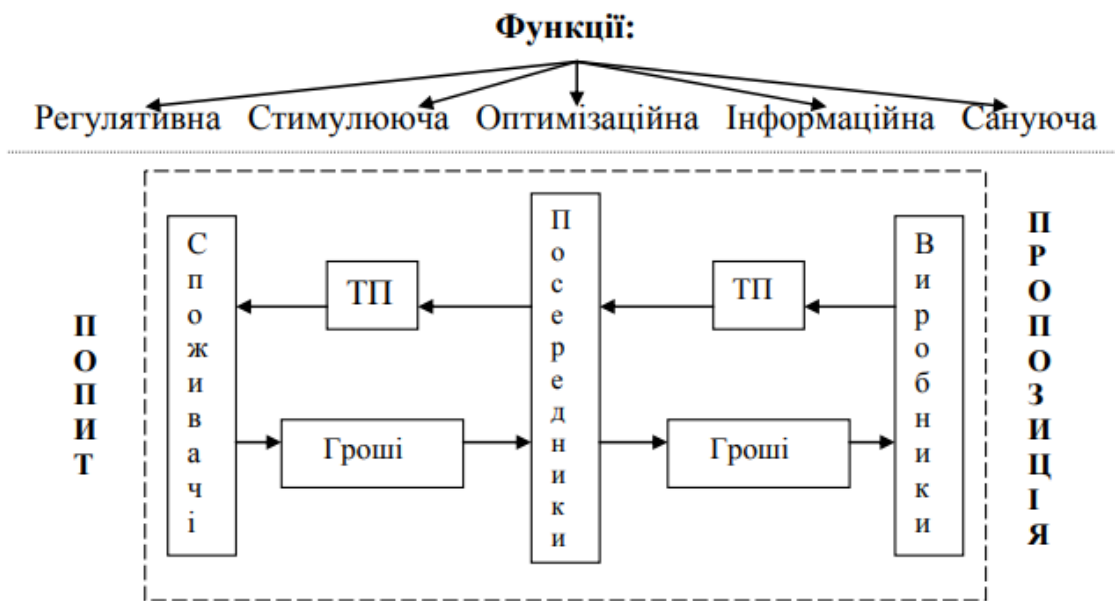 Функції:
Регулятивна Стимулююча Оптимізаційна Інформаційна Сануюча
ПОПИТ
Споживачі
ТП
Гроші
Посередники
ТП
Гроші
Виробники
ПРОПОЗИЦІЯ